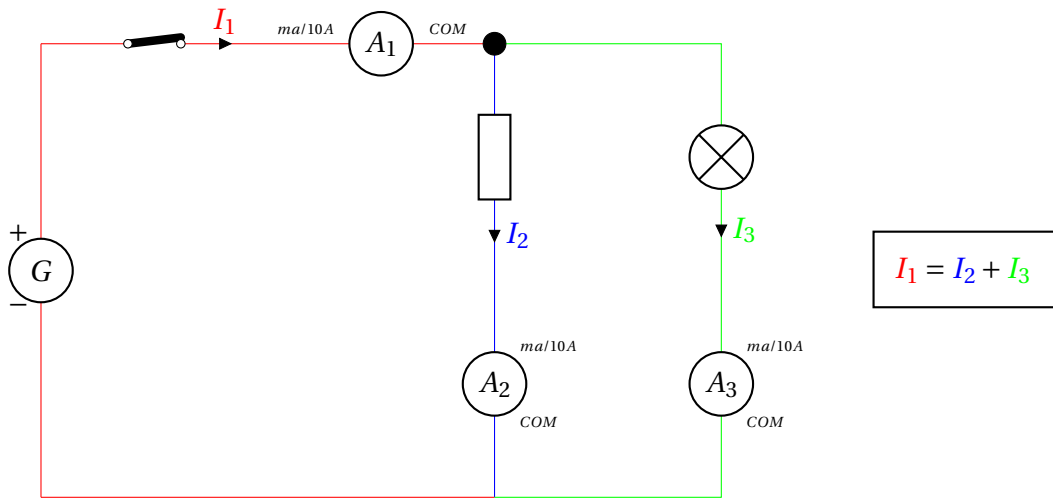 I1
ma/10A
A1
COM
I2
I3
+
G
−
I1 = I2 + I3
ma/10A
A2
COM
ma/10A
A3
COM